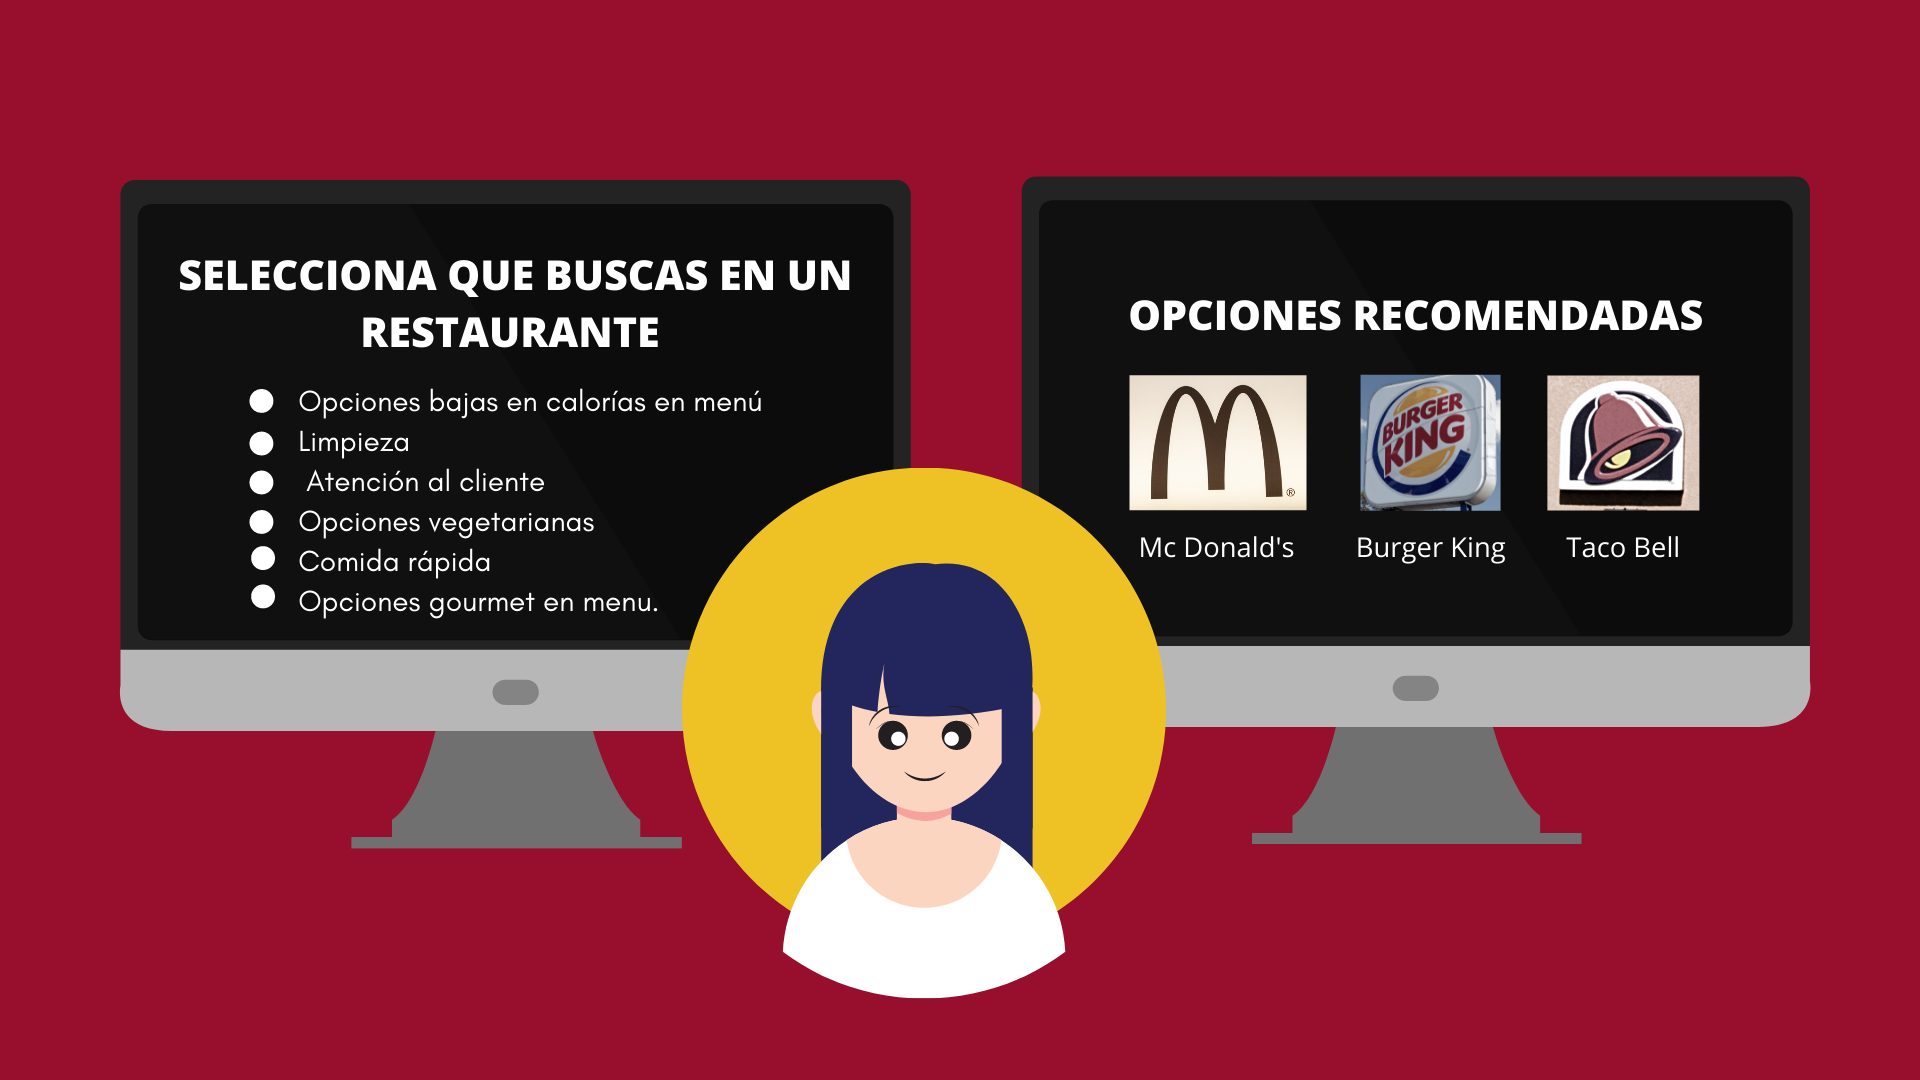 SELECCIONA QUE BUSCAS EN UN
RESTAURANTE
Opciones bajas en calorías en menú
Limpieza
Atención al cliente
Opciones vegetarianas
Comida rápida
Opciones gourmet en menu.
OPCIONES RECOMENDADAS
®
BURGER
KING
Mc Donald's
Burger King
Taco Bell